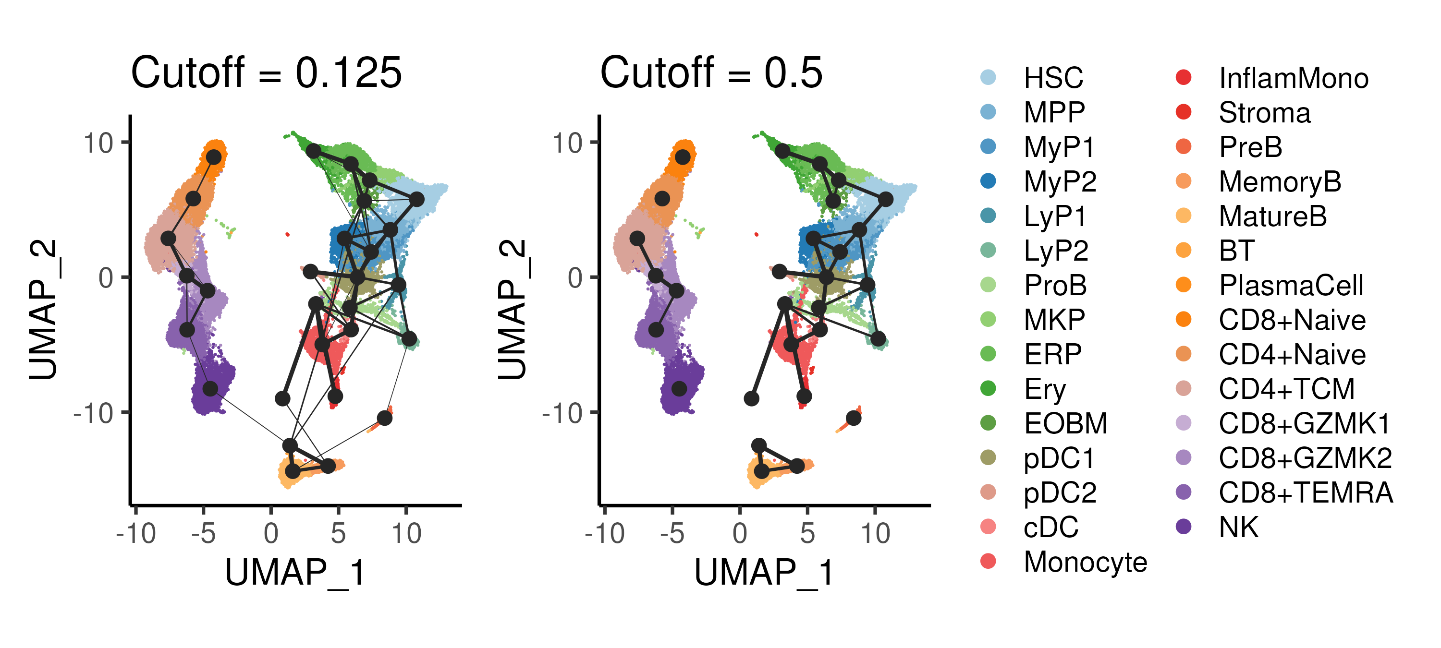 Cutoff = 0.125
Cutoff = 0.5
UMAP_2
10
0
-10
-10
-5
0
5
10
UMAP_1
UMAP_2
10
0
-10
-10
-5
0
5
10
UMAP_1
HSC
MPP
MyP1
MyP2
LyP1
LyP2
ProB
MKP
ERP
Ery
EOBM
pDC1
pDC2
cDC
Monocyte
InflamMono
Stroma
PreB
MemoryB
MatureB
BT
PlasmaCell
CD8+Naive
CD4+Naive
CD4+TCM
CD8+GZMK1
CD8+GZMK2
CD8+TEMRA
NK